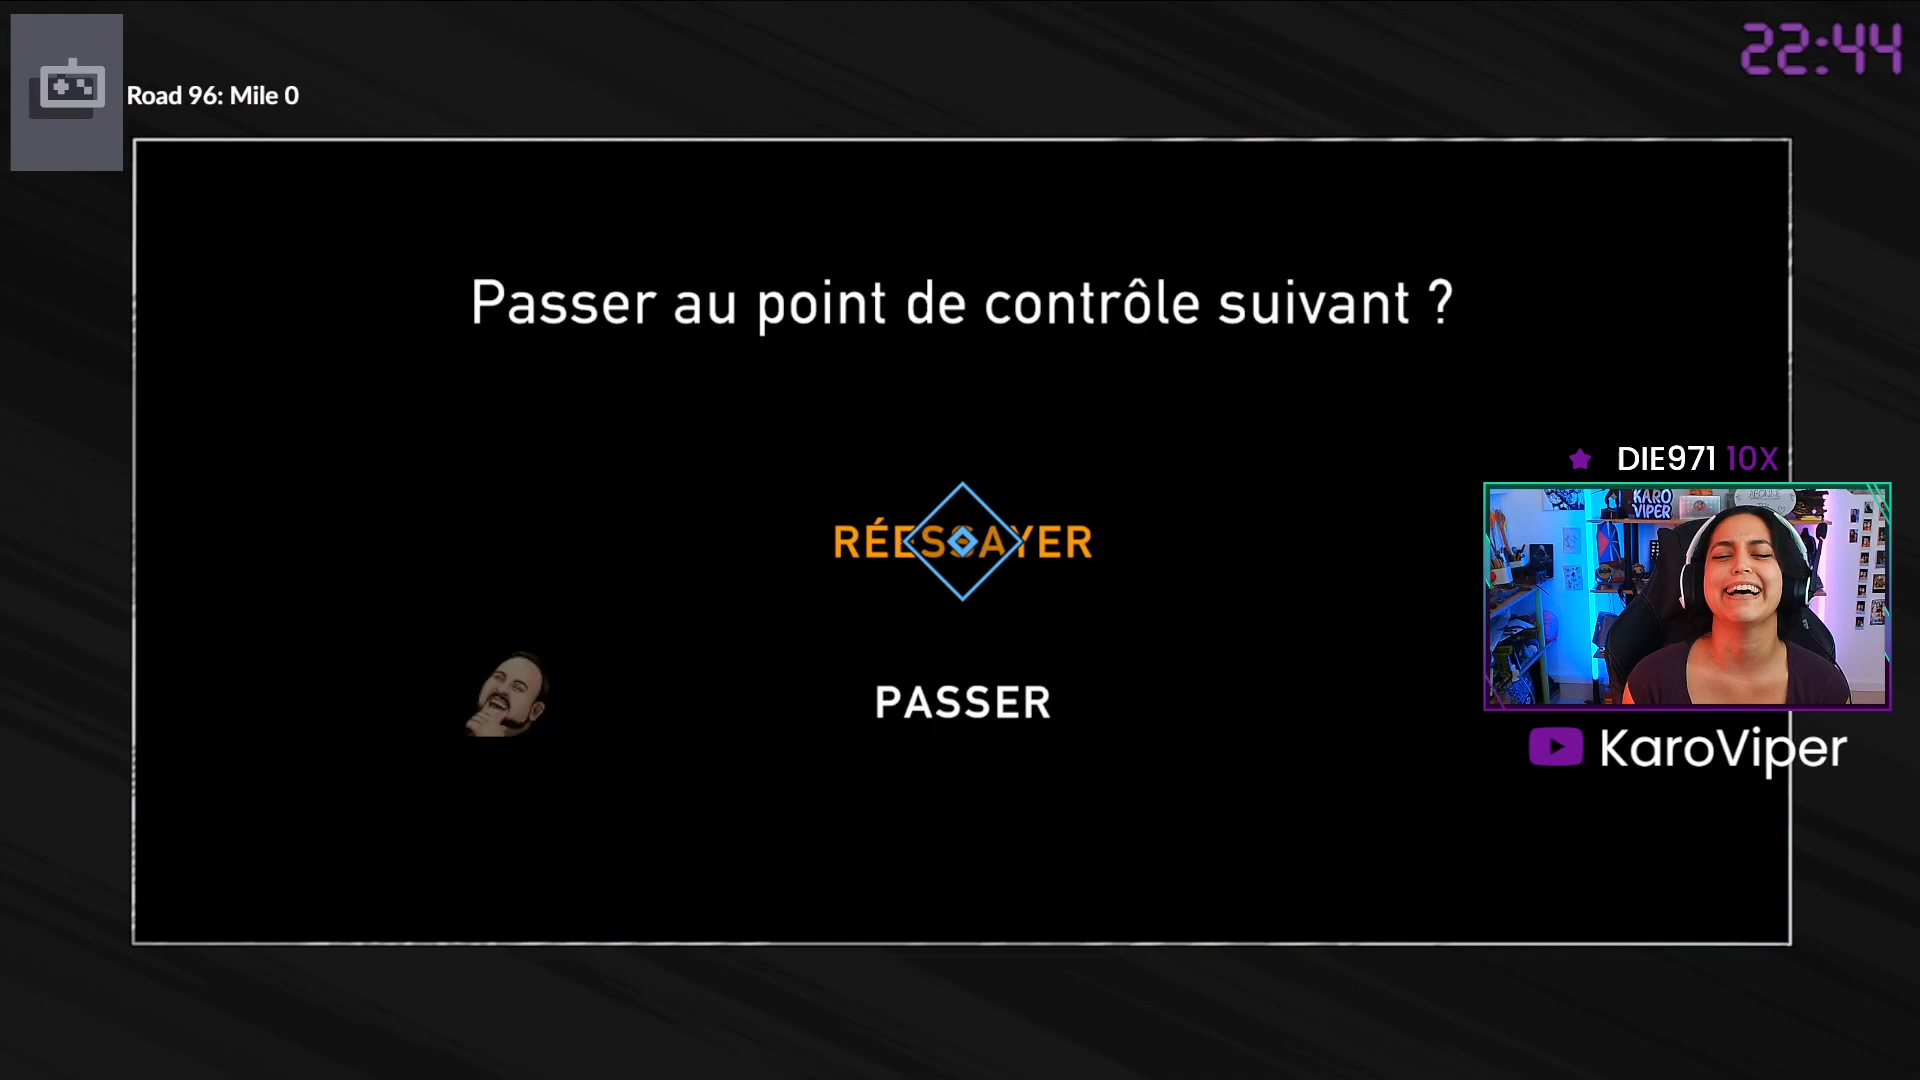 22:44
Road 96: Mile 0
Passer au point de contrôle suivant ?
RÉESSAYER
PASSER
DIE971 10X
KARO
VIPER
KaroViper